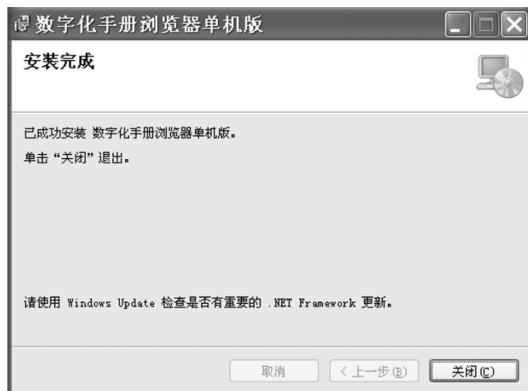 数字化手册浏览器单机版
安装完成
已成功安装 数字化手册浏览器单机版。
单击“关闭”退出。
请使用 Windows Update 检查是否有重要的 .NET Framework 更新。
取消
< 上一步(B)
关闭(C)